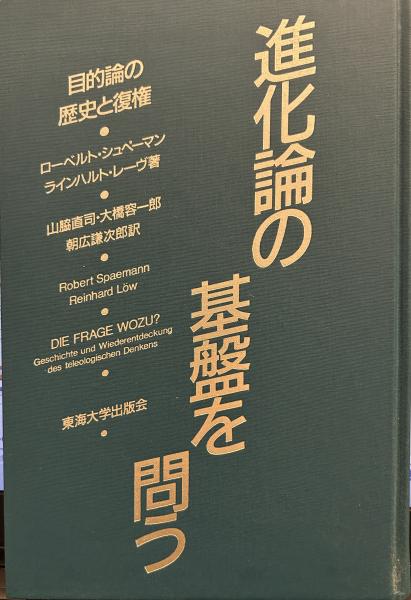 進化論の
基盤を
問う
目的論の
歴史と復権
●
ローベルト・シュペーマン
ラインハルト・レーヴ著
●
山脇直司・大橋容一郎
朝広謙次郎訳
●
Robert Spaemann
Reinhard Löw
●
DIE FRAGE WOZU?
Geschichte und Wiederentdeckung
des teleologischen Denkens
●
東海大学出版会
●